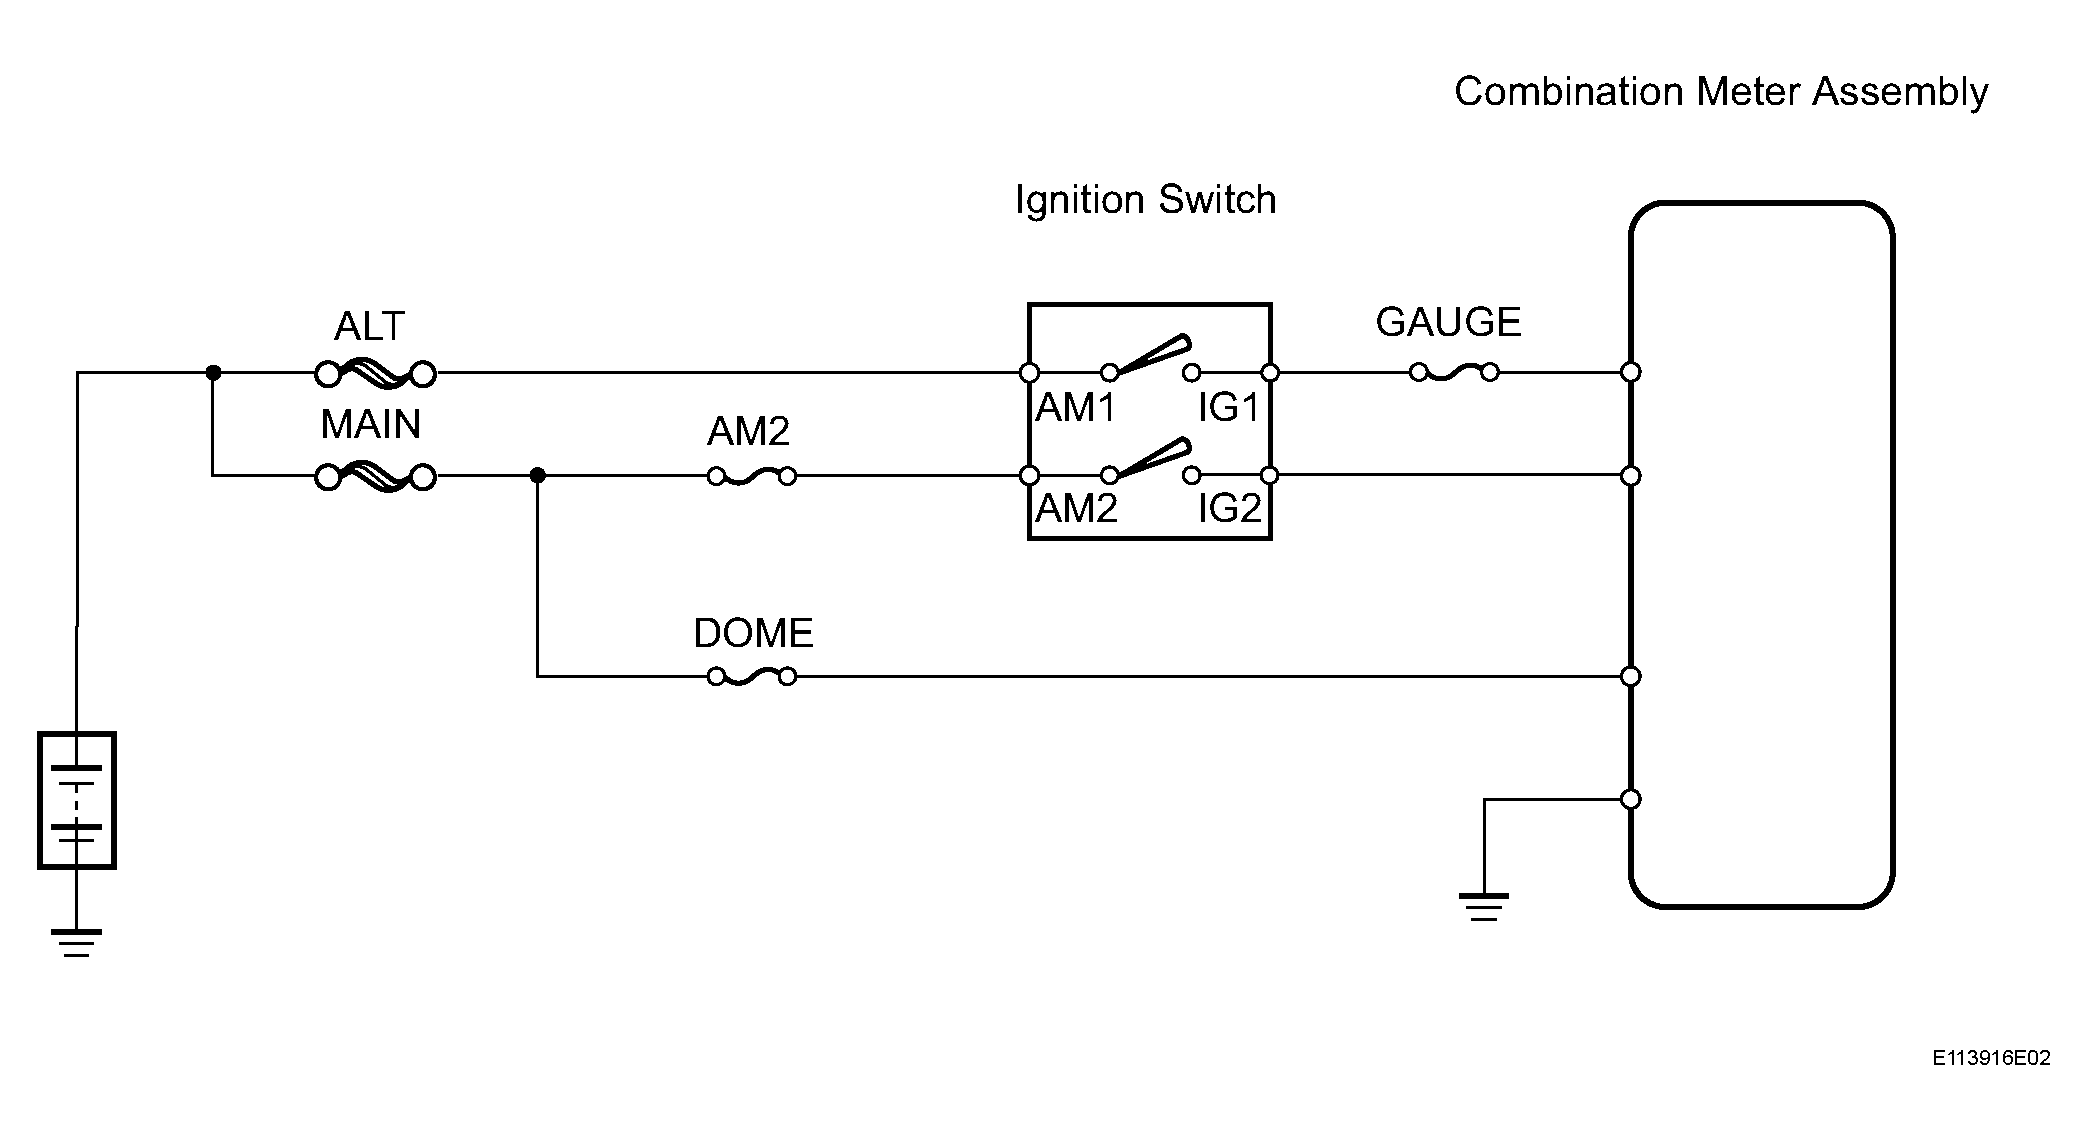 Combination Meter Assembly
Ignition Switch
ALT
GAUGE
MAIN
AM2
AM1
IG1
AM2
IG2
DOME
E113916E02